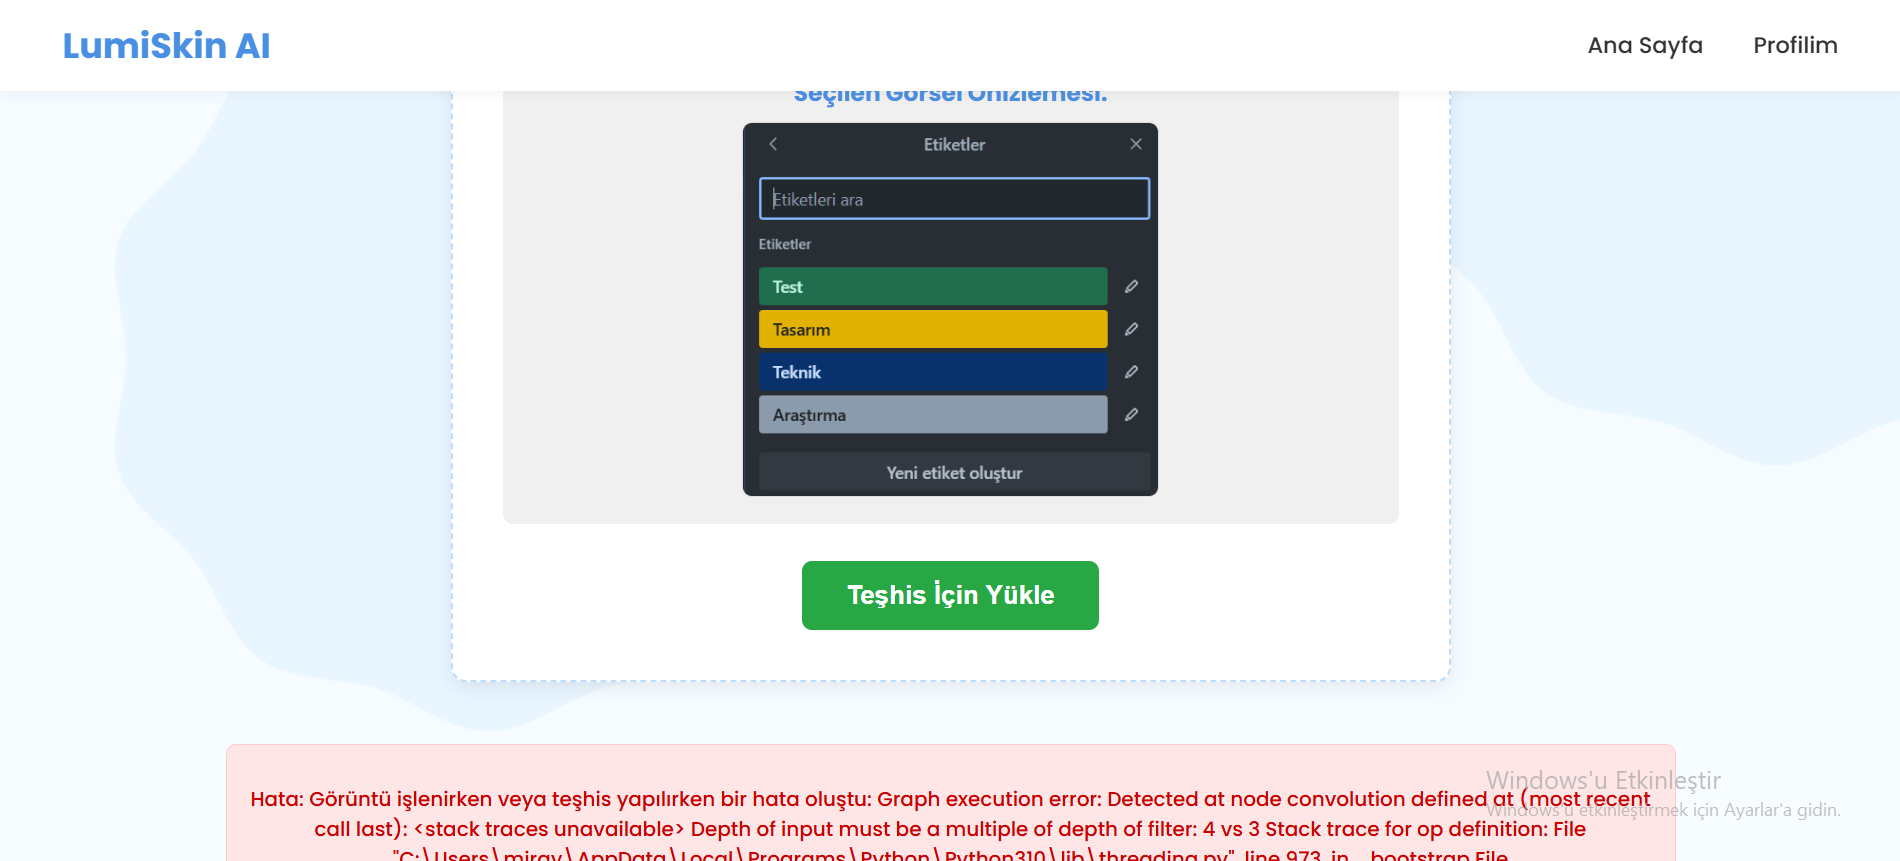 LumiSkin AI
Ana Sayfa
Profilim
Seçilen Görsel Önizlemesi:
Etiketler
Etiketleri ara
Etiketler
Test
Tasarım
Teknik
Araştırma
Yeni etiket oluştur
Teşhis İçin Yükle
Hata: Görüntü işlenirken veya teşhis yapılırken bir hata oluştu: Graph execution error: Detected at node convolution defined at (most recent
call last): <stack traces unavailable> Depth of input must be a multiple of depth of filter: 4 vs 3 Stack trace for op definition: File
"C:\Users\miray\AppData\Local\Programs\Python\Python310\lib\threading.py", line 973, in _bootstrap File
Windows'u Etkinleştir
Windows'u etkinleştirmek için Ayarlar'a gidin.